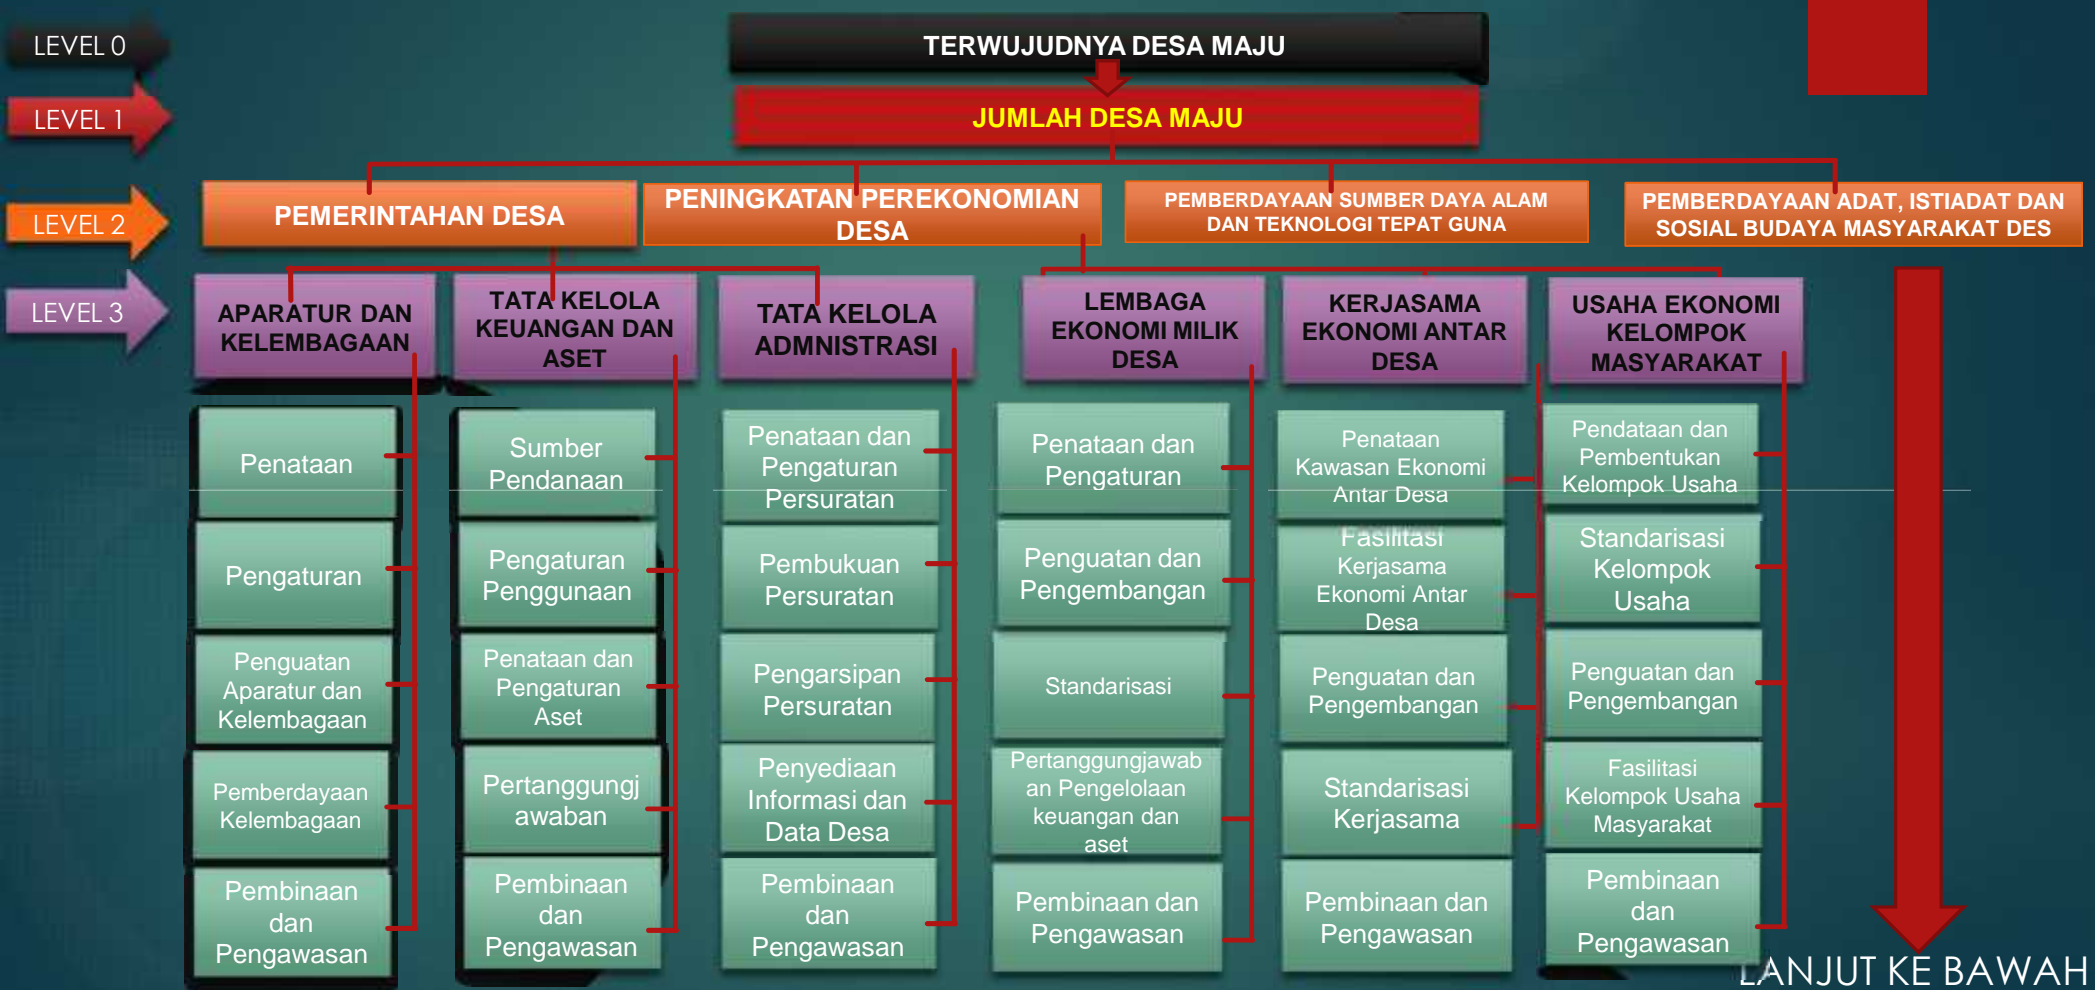 LEVEL 0
TERWUJUDNYA DESA MAJU
LEVEL 1
JUMLAH DESA MAJU
LEVEL 2
PEMERINTAHAN DESA
PENINGKATAN PEREKONOMIAN
DESA
PEMBERDAYAAN SUMBER DAYA ALAM
DAN TEKNOLOGI TEPAT GUNA
PEMBERDAYAAN ADAT, ISTIADAT DAN
SOSIAL BUDAYA MASYARAKAT DES
LEVEL 3
APARATUR DAN
KELEMBAGAAN
TATA KELOLA
KEUANGAN DAN
ASET
TATA KELOLA
ADMNISTRASI
LEMBAGA
EKONOMI MILIK
DESA
KERJASAMA
EKONOMI ANTAR
DESA
USAHA EKONOMI
KELOMPOK
MASYARAKAT
Penataan
Pengaturan
Penguatan
Aparatur dan
Kelembagaan
Pemberdayaan
Kelembagaan
Pembinaan
dan
Pengawasan
Sumber
Pendanaan
Pengaturan
Penggunaan
Penataan dan
Pengaturan
Aset
Pertanggungj
awaban
Pembinaan
dan
Pengawasan
Penataan dan
Pengaturan
Persuratan
Pembukuan
Persuratan
Pengarsipan
Persuratan
Penyediaan
Informasi dan
Data Desa
Pembinaan
dan
Pengawasan
Penataan dan
Pengaturan
Penguatan dan
Pengembangan
Standarisasi
Pertanggungjawab
an Pengelolaan
keuangan dan
aset
Pembinaan dan
Pengawasan
Penataan
Kawasan Ekonomi
Antar Desa
Fasilitasi
Kerjasama
Ekonomi Antar
Desa
Penguatan dan
Pengembangan
Standarisasi
Kerjasama
Pembinaan dan
Pengawasan
Pendataan dan
Pembentukan
Kelompok Usaha
Standarisasi
Kelompok
Usaha
Penguatan dan
Pengembangan
Fasilitasi
Kelompok Usaha
Masyarakat
Pembinaan
dan
Pengawasan
LANJUT KE BAWAH